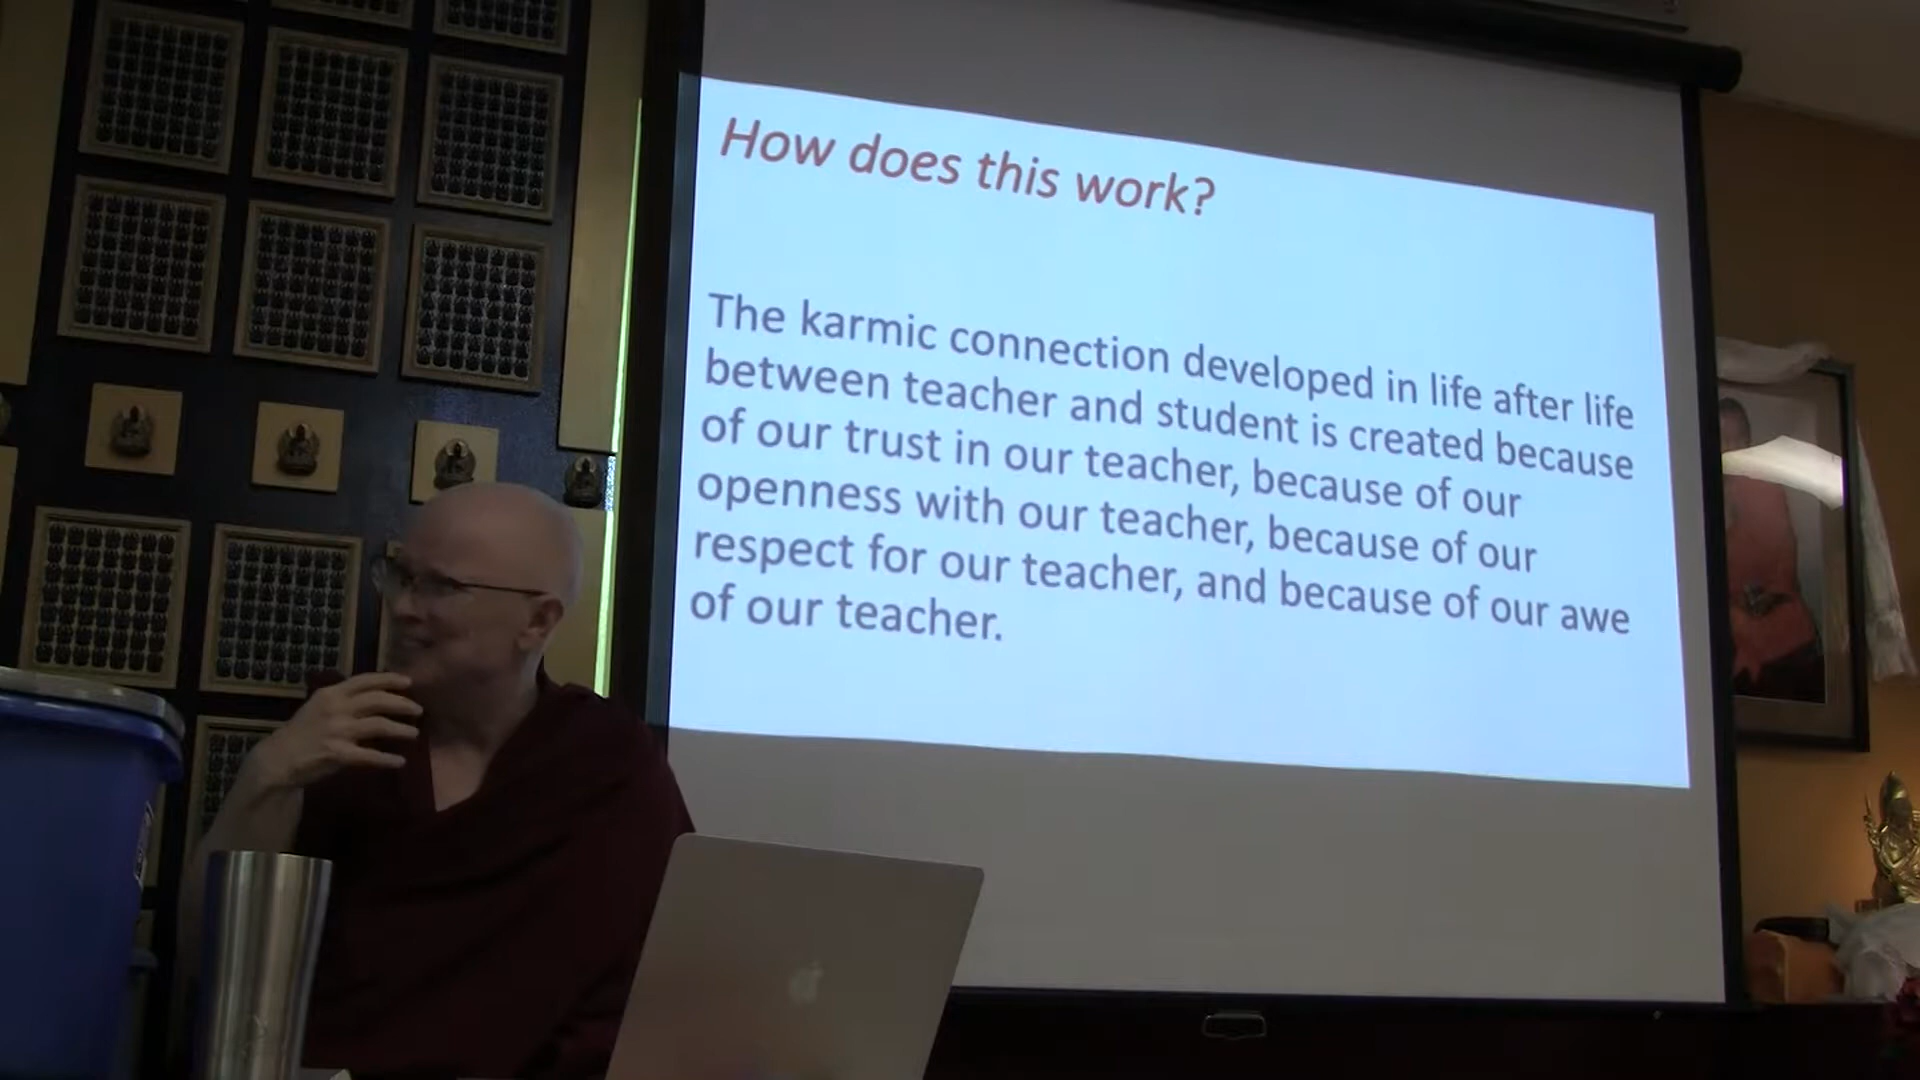 How does this work?
The karmic connection developed in life after life
between teacher and student is created because
of our trust in our teacher, because of our
openness with our teacher, because of our
respect for our teacher, and because of our awe
of our teacher.